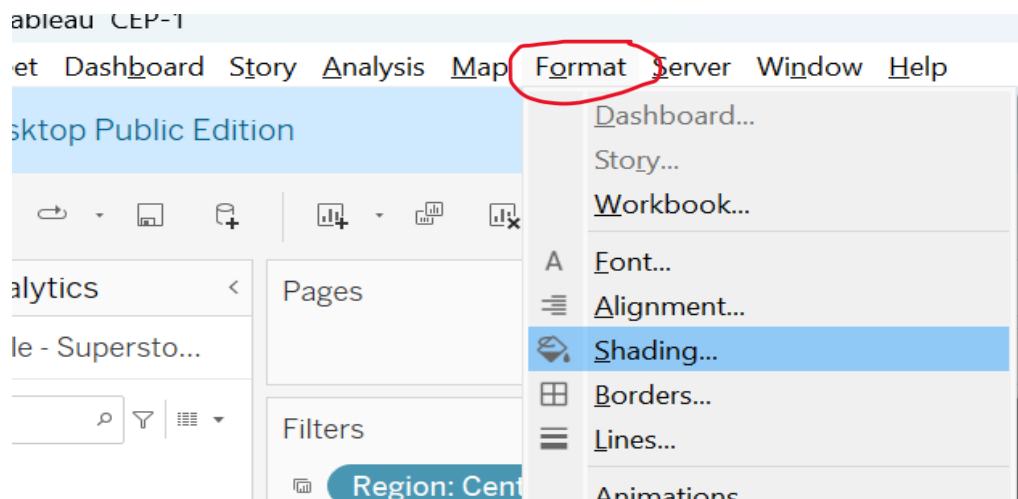 ableau CEP-1
et Dashboard Story Analysis Map Format Server Window Help
sktop Public Edition
Dashboard...
Story...
Workbook...
A Font...
Alignment...
Shading...
Borders...
Lines...
Animations
alytics
Pages
le - Supersto...
Filters
Region: Cent